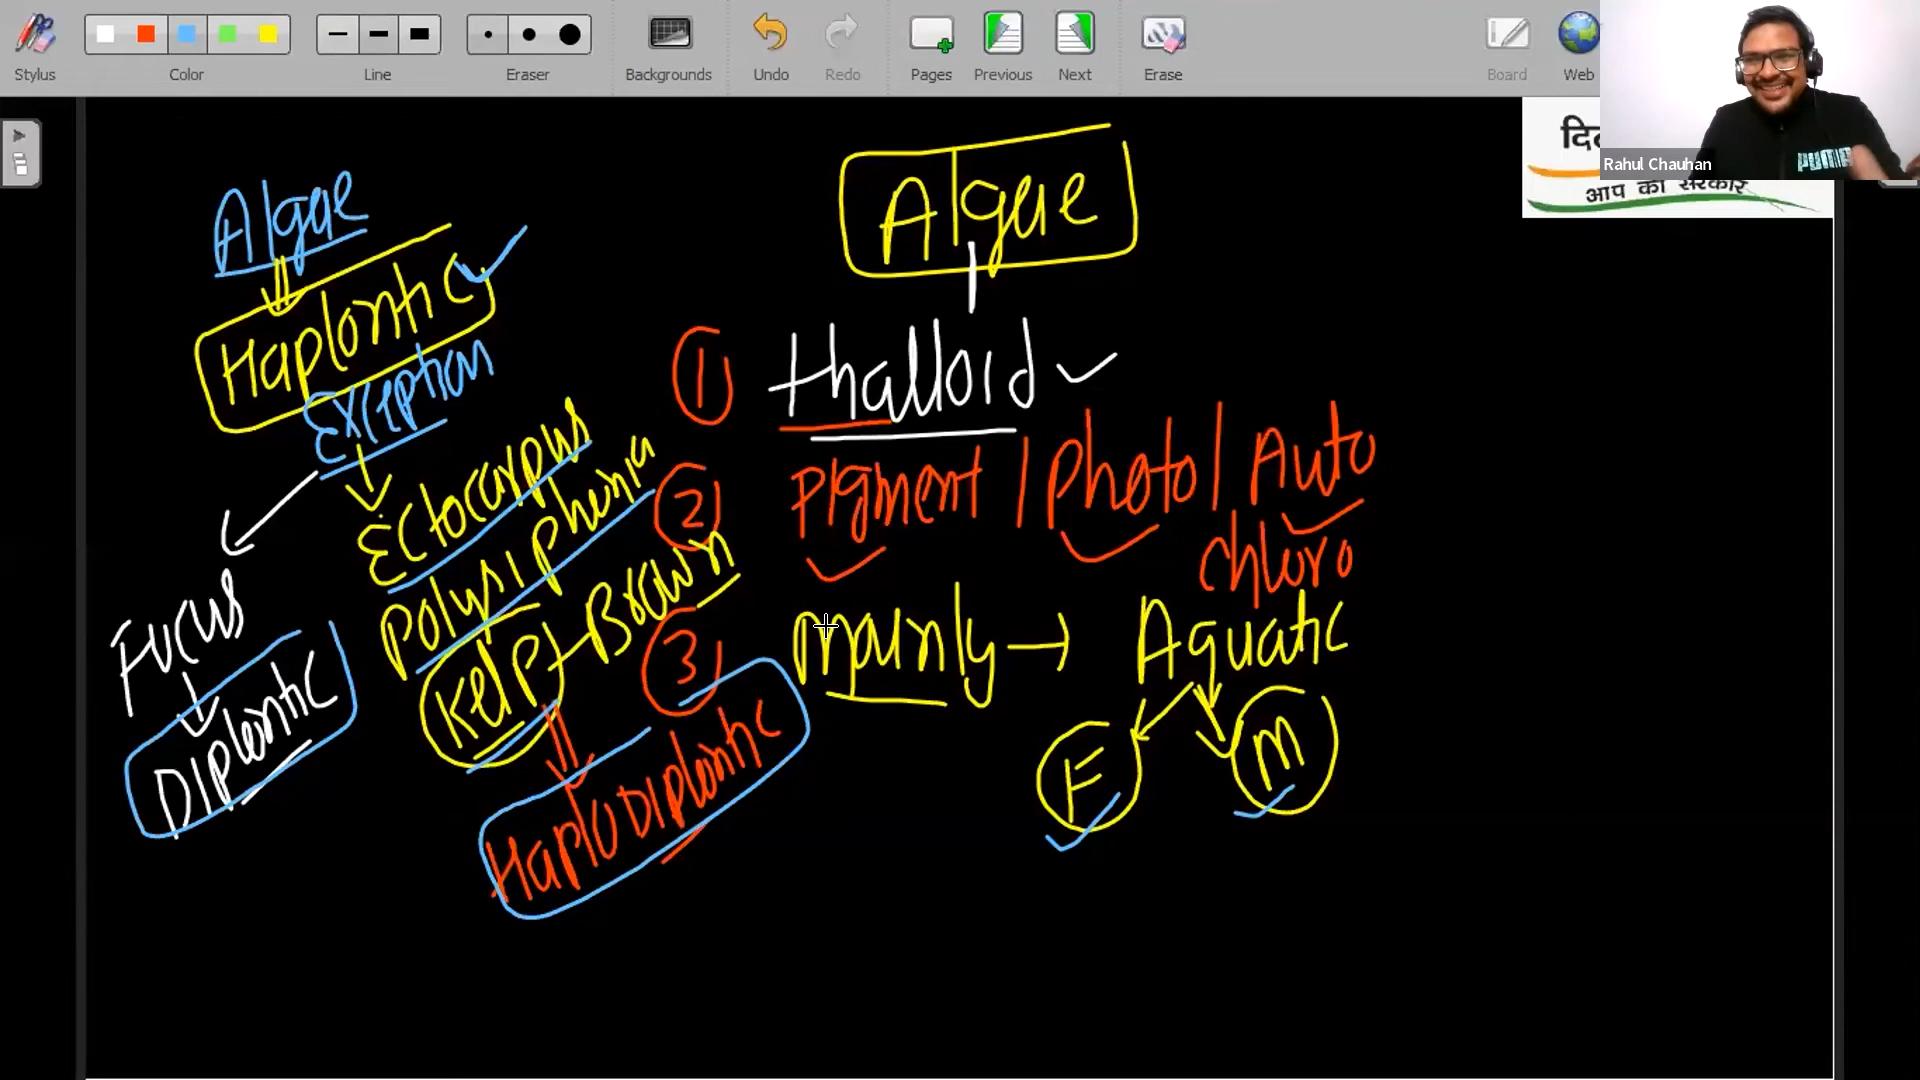 Stylus
Color
Line
Eraser
Backgrounds
Undo
Redo
Pages
Previous
Next
Erase
Board
Web
Rahul Chauhan
PUMA
आप की सरकार
Algae
Haplontic
Exception
Ectocarpus
Polysiphonia
Kelp - Brown
HaploDiplontic
Fucus
Diplontic
Algae
1 thalloid
2 Pigment | Photo | Auto
chloro
3 mainly → Aquatic
F M